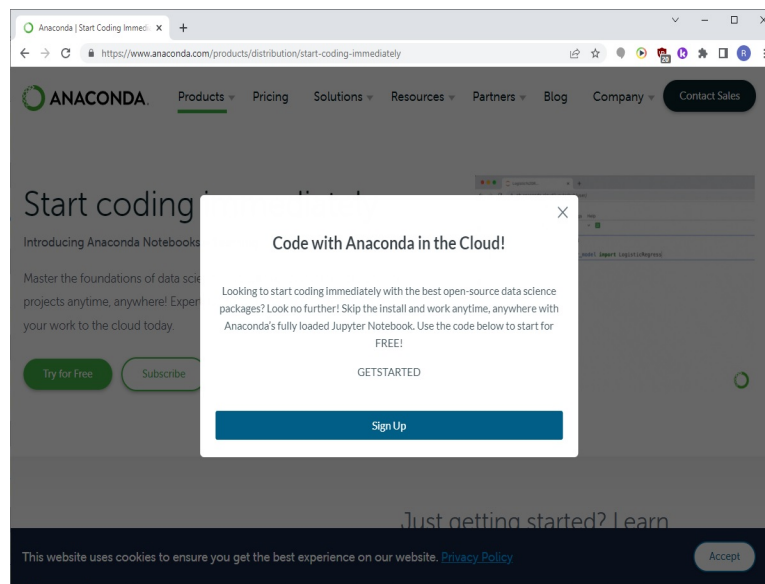 Anaconda | Start Coding Immedi
https://www.anaconda.com/products/distribution/start-coding-immediately
20
B
ANACONDA.
Products
Pricing
Solutions
Resources
Partners
Blog
Company
Contact Sales
Start coding
Introducing Anaconda Notebooks
Master the foundations of data scie
projects anytime, anywhere! Exper
your work to the cloud today.
Try for Free
Subscribe
import LogisticRegress
Code with Anaconda in the Cloud!
Looking to start coding immediately with the best open-source data science
packages? Look no further! Skip the install and work anytime, anywhere with
Anaconda's fully loaded Jupyter Notebook. Use the code below to start for
FREE!
GETSTARTED
Sign Up
Just getting started? Learn
This website uses cookies to ensure you get the best experience on our website. Privacy Policy
Accept